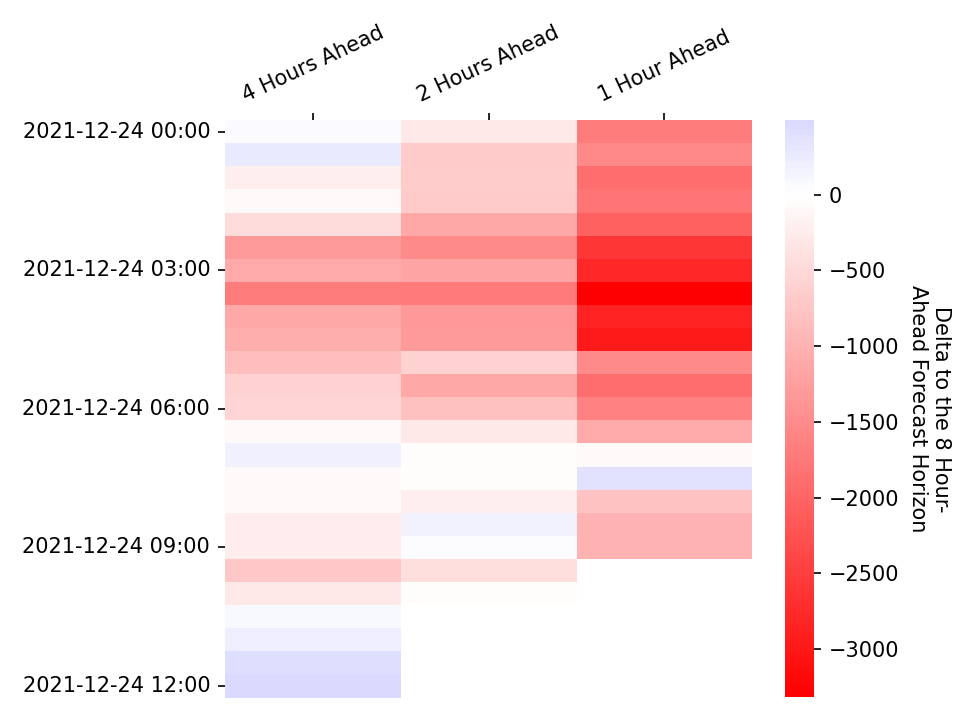 4 Hours Ahead
2 Hours Ahead
1 Hour Ahead
2021-12-24 00:00
2021-12-24 03:00
2021-12-24 06:00
2021-12-24 09:00
2021-12-24 12:00
0
−500
−1000
−1500
−2000
−2500
−3000
Delta to the 8 Hour-
Ahead Forecast Horizon